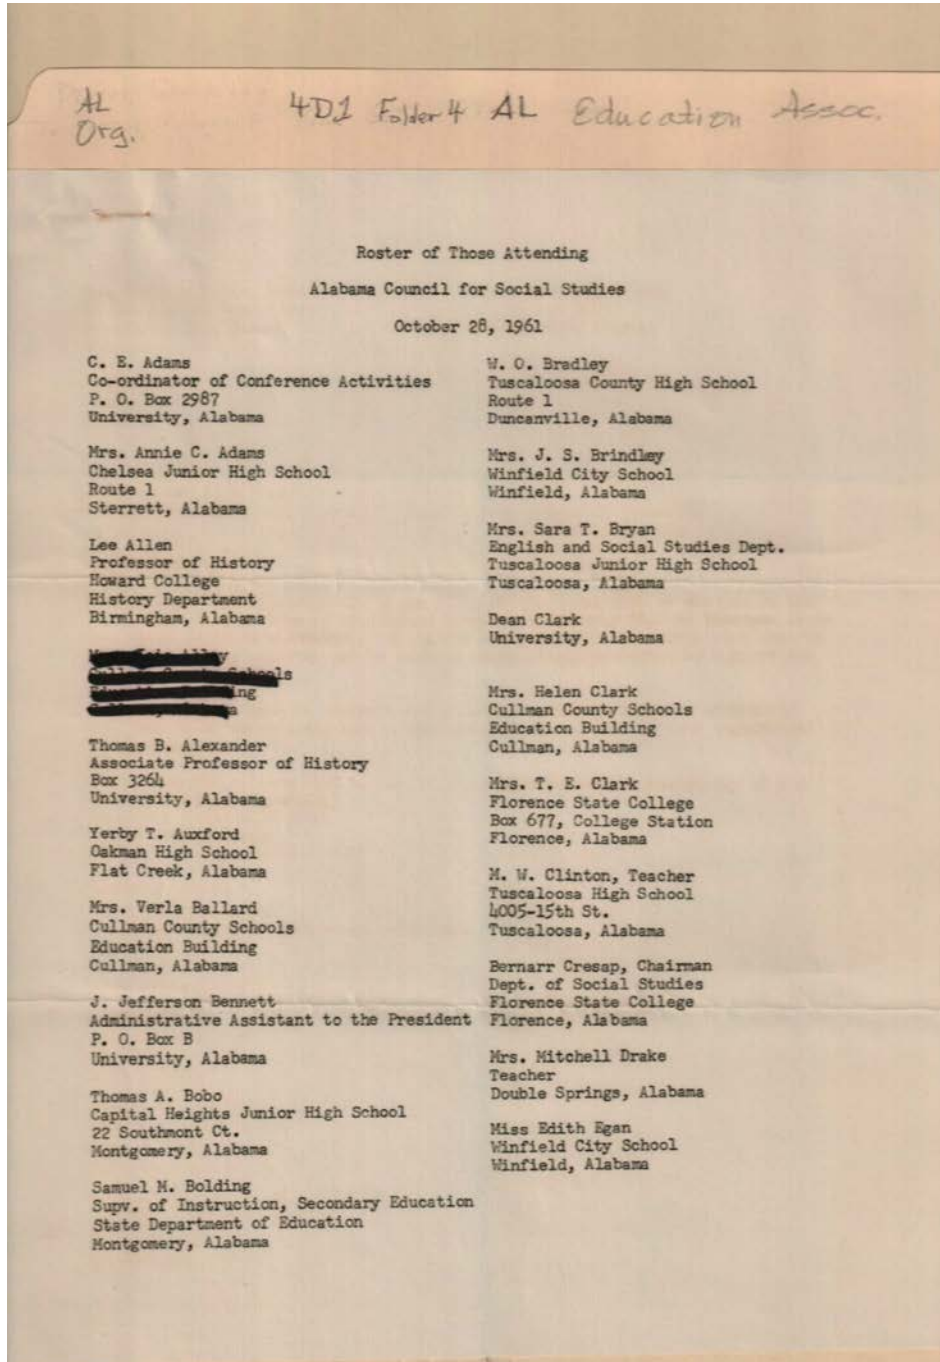 AL
Org.
4D1 Folder 4 AL Education Assoc.
Roster of Those Attending
Alabama Council for Social Studies
October 28, 1961
C. E. Adams
Co-ordinator of Conference Activities
P. O. Box 2987
University, Alabama
Mrs. Annie C. Adams
Chelsea Junior High School
Route 1
Sterrett, Alabama
Lee Allen
Professor of History
Howard College
History Department
Birmingham, Alabama
Thomas B. Alexander
Associate Professor of History
Box 3264
University, Alabama
Yerby T. Auxford
Oakman High School
Flat Creek, Alabama
Mrs. Verla Ballard
Cullman County Schools
Education Building
Cullman, Alabama
J. Jefferson Bennett
Administrative Assistant to the President
P. O. Box B
University, Alabama
Thomas A. Bobo
Capital Heights Junior High School
22 Southmont Ct.
Montgomery, Alabama
Samuel M. Bolding
Supv. of Instruction, Secondary Education
State Department of Education
Montgomery, Alabama
W. O. Bradley
Tuscaloosa County High School
Route 1
Duncanville, Alabama
Mrs. J. S. Brindley
Winfield City School
Winfield, Alabama
Mrs. Sara T. Bryan
English and Social Studies Dept.
Tuscaloosa Junior High School
Tuscaloosa, Alabama
Dean Clark
University, Alabama
Mrs. Helen Clark
Cullman County Schools
Education Building
Cullman, Alabama
Mrs. T. E. Clark
Florence State College
Box 677, College Station
Florence, Alabama
M. W. Clinton, Teacher
Tuscaloosa High School
4005-15th St.
Tuscaloosa, Alabama
Bernarr Cresap, Chairman
Dept. of Social Studies
Florence State College
Florence, Alabama
Mrs. Mitchell Drake
Teacher
Double Springs, Alabama
Miss Edith Egan
Winfield City School
Winfield, Alabama